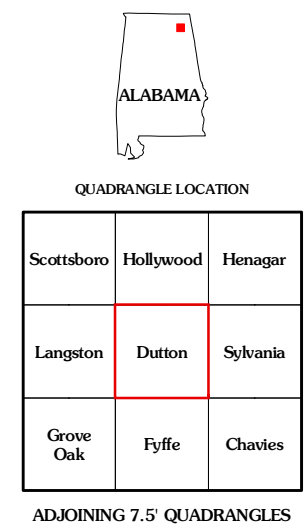 ALABAMA
QUADRANGLE LOCATION
Scottsboro Hollywood Henagar
Langston Dutton Sylvania
Grove
Oak
Fyffe Chavies
ADJOINING 7.5' QUADRANGLES